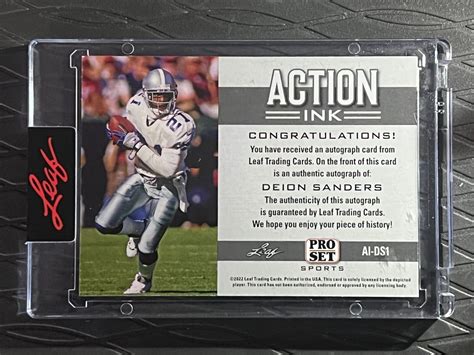 ACTION
INK
CONGRATULATIONS!
You have received an autograph card from
Leaf Trading Cards. On the front of this card
is an authentic autograph of:
DEION SANDERS
The authenticity of this autograph
is guaranteed by Leaf Trading Cards.
We hope you enjoy your piece of history!
Leaf
PRO
SET
SPORTS
AI-DS1
©2022 Leaf Trading Cards. Printed in the USA. This card is solely licensed by the depicted
player. This card has not been authorized, endorsed or approved by any licensing body.
Leaf
21